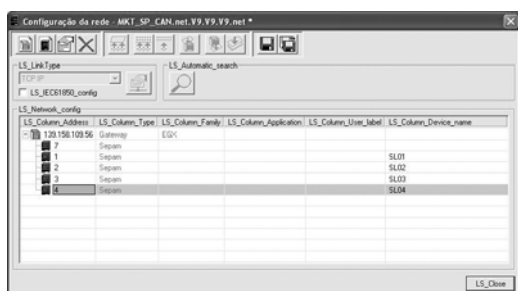 Configuração da rede - MKT_SP_CAN.net.V9.V9.V9.net *
LS_LinkType
LS_Automatic_search
TCP IP
LS_IEC61850_config
LS_Network_config
LS_Column_Address LS_Column_Type LS_Column_Family LS_Column_Application LS_Column_User_label LS_Column_Device_name
139.158.109.56 Gateway EGX
7 Sepam
1 Sepam SL01
2 Sepam SL02
3 Sepam SL03
4 Sepam SL04
LS_Close